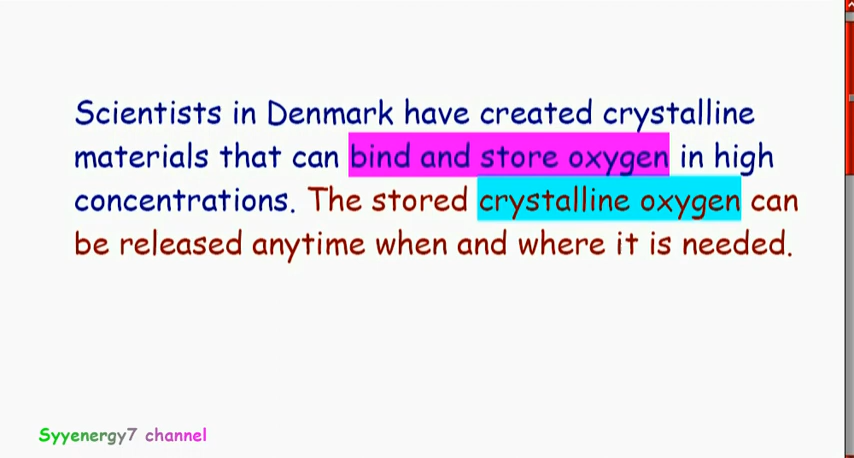 Scientists in Denmark have created crystalline
materials that can bind and store oxygen in high
concentrations. The stored crystalline oxygen can
be released anytime when and where it is needed.
Syyenergy7 channel